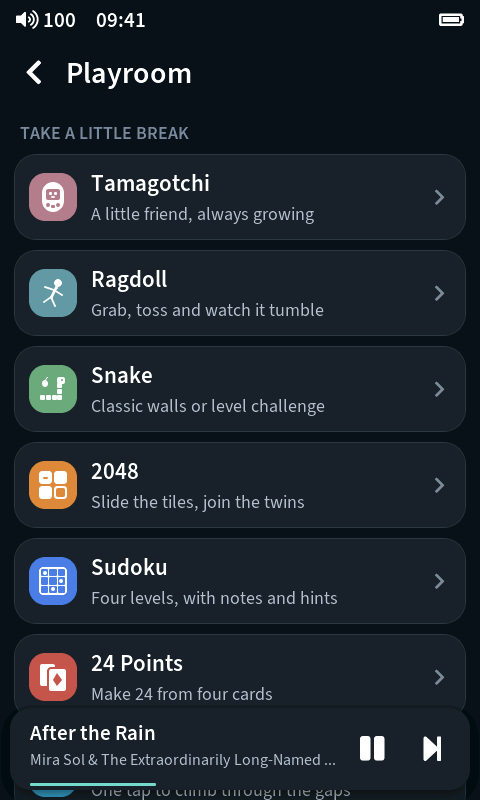 100 09:41
Playroom
TAKE A LITTLE BREAK
Tamagotchi
A little friend, always growing
Ragdoll
Grab, toss and watch it tumble
Snake
Classic walls or level challenge
2048
Slide the tiles, join the twins
Sudoku
Four levels, with notes and hints
24 Points
Make 24 from four cards
After the Rain
Mira Sol & The Extraordinarily Long-Named ...
One tap to climb through the gaps